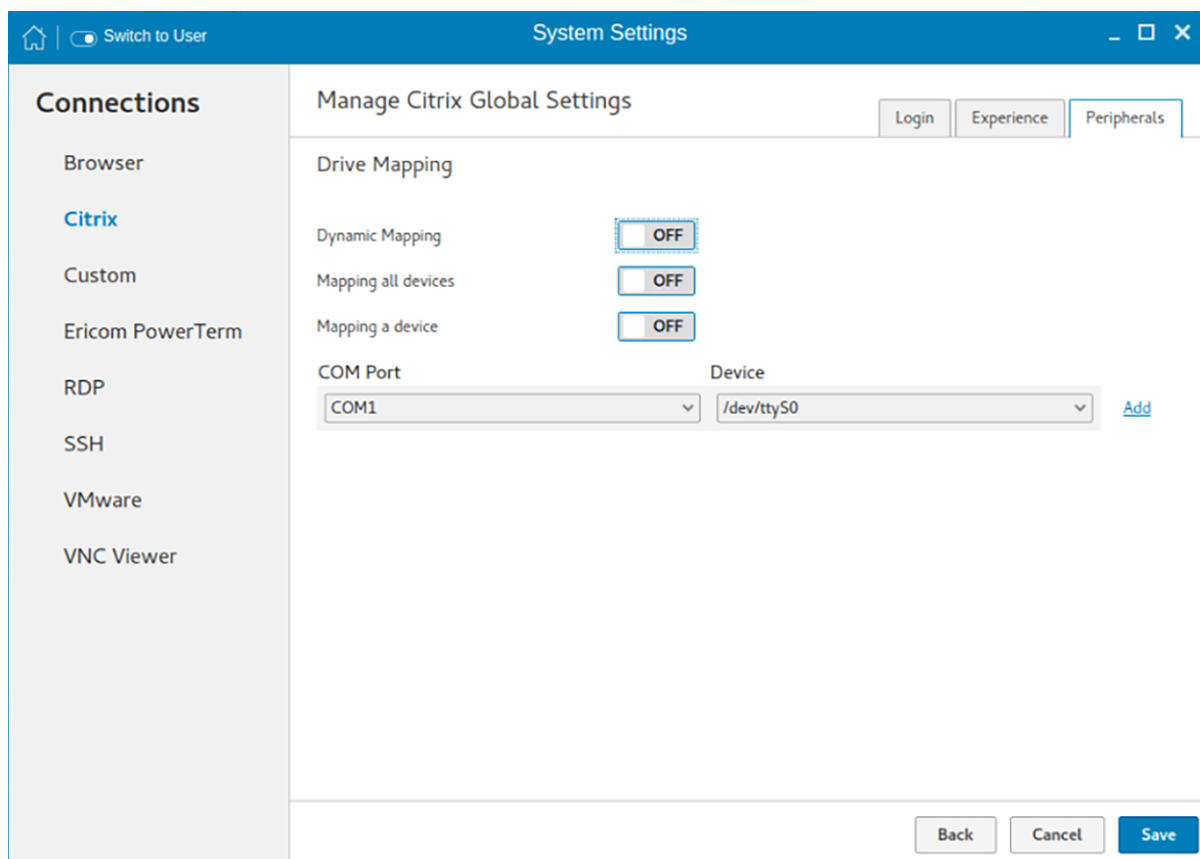 Switch to User
System Settings
Connections
Browser
Citrix
Custom
Ericom PowerTerm
RDP
SSH
VMware
VNC Viewer
Manage Citrix Global Settings
Login
Experience
Peripherals
Drive Mapping
Dynamic Mapping OFF
Mapping all devices OFF
Mapping a device OFF
COM Port Device
COM1 /dev/ttyS0 Add
Back Cancel Save